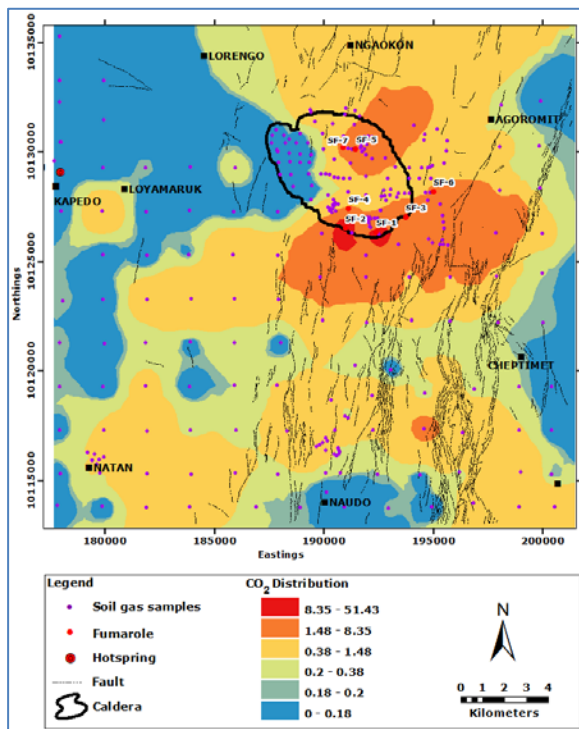 10135000
NGAOKON
LORENGO
AGOROMIT
10130000
SF-7
SF-5
SF-6
KAPEDO
LOYAMARUK
SF-4
SF-3
SF-2
SF-1
10125000
Northings
10120000
CHEPTIMET
10115000
NATAN
NAUDO
180000 185000 190000 195000 200000
Eastings
Legend
Soil gas samples
Fumarole
Hotspring
Fault
Caldera
CO2 Distribution
8.35 - 51.43
1.48 - 8.35
0.38 - 1.48
0.2 - 0.38
0.18 - 0.2
0 - 0.18
N
0 1 2 3 4
Kilometers